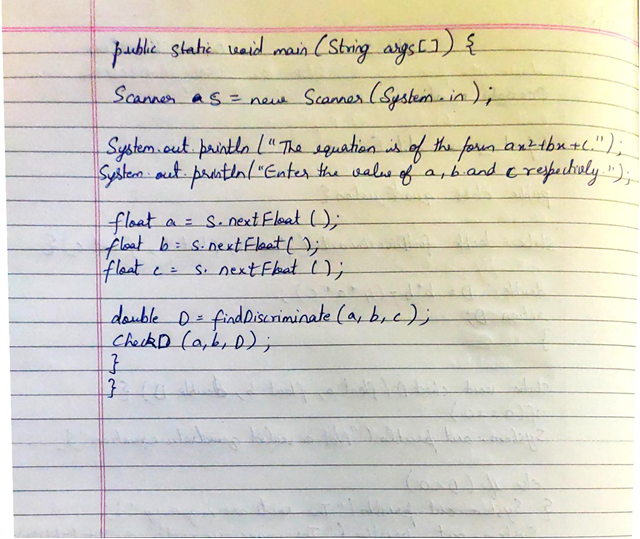 public static void main (String args[]) {
Scanner s = new Scanner (System.in);
System.out.println ("The equation is of the form ax2+bx+c.");
System.out.println("Enter the value of a, b and c respectively.");
float a = s.nextFloat ();
float b = s.nextFloat ();
float c = s.nextFloat ();
double D = findDiscriminate (a, b, c);
CheckD (a, b, D);
}
}